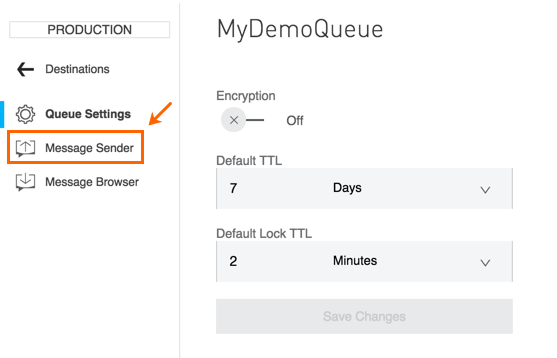 PRODUCTION
Destinations
Queue Settings
Message Sender
Message Browser
MyDemoQueue
Encryption
Off
Default TTL
7 Days
Default Lock TTL
2 Minutes
Save Changes